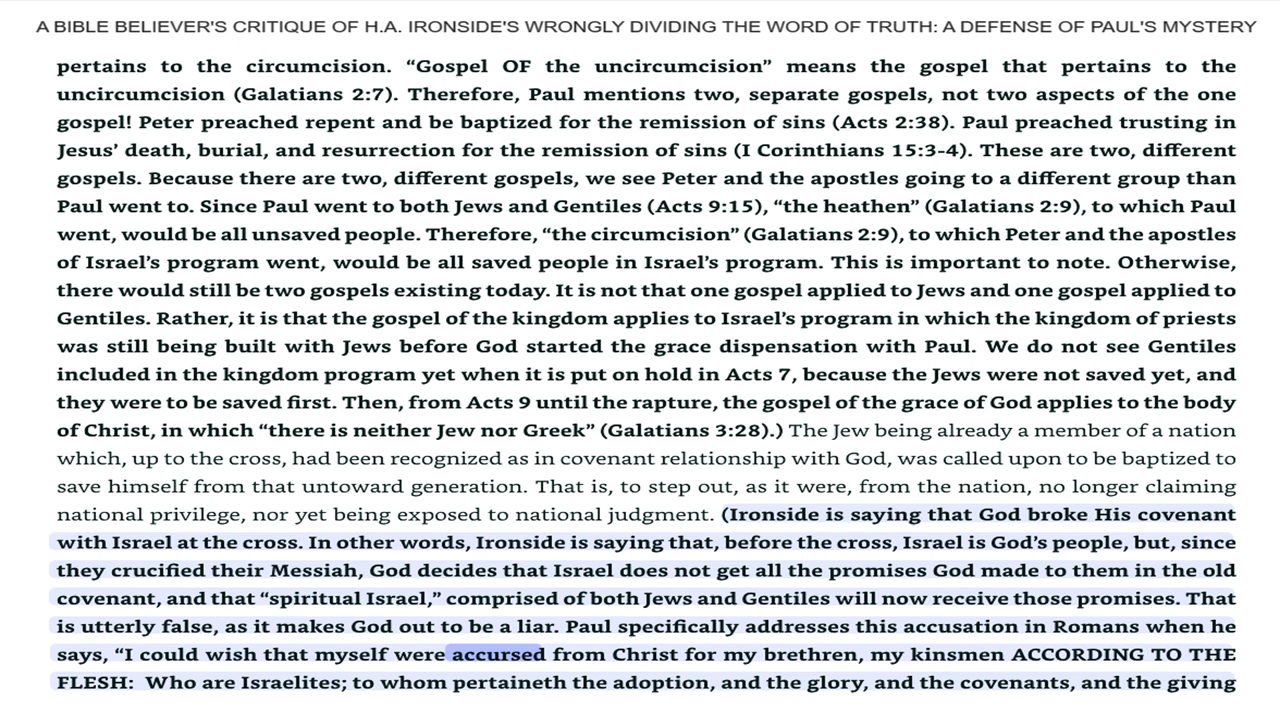 A BIBLE BELIEVER'S CRITIQUE OF H.A. IRONSIDE'S WRONGLY DIVIDING THE WORD OF TRUTH: A DEFENSE OF PAUL'S MYSTERY
pertains to the circumcision. “Gospel OF the uncircumcision” means the gospel that pertains to the
uncircumcision (Galatians 2:7). Therefore, Paul mentions two, separate gospels, not two aspects of the one
gospel! Peter preached repent and be baptized for the remission of sins (Acts 2:38). Paul preached trusting in
Jesus’ death, burial, and resurrection for the remission of sins (I Corinthians 15:3-4). These are two, different
gospels. Because there are two, different gospels, we see Peter and the apostles going to a different group than
Paul went to. Since Paul went to both Jews and Gentiles (Acts 9:15), “the heathen” (Galatians 2:9), to which Paul
went, would be all unsaved people. Therefore, “the circumcision” (Galatians 2:9), to which Peter and the apostles
of Israel’s program went, would be all saved people in Israel’s program. This is important to note. Otherwise,
there would still be two gospels existing today. It is not that one gospel applied to Jews and one gospel applied to
Gentiles. Rather, it is that the gospel of the kingdom applies to Israel’s program in which the kingdom of priests
was still being built with Jews before God started the grace dispensation with Paul. We do not see Gentiles
included in the kingdom program yet when it is put on hold in Acts 7, because the Jews were not saved yet, and
they were to be saved first. Then, from Acts 9 until the rapture, the gospel of the grace of God applies to the body
of Christ, in which “there is neither Jew nor Greek” (Galatians 3:28).) The Jew being already a member of a nation
which, up to the cross, had been recognized as in covenant relationship with God, was called upon to be baptized to
save himself from that untoward generation. That is, to step out, as it were, from the nation, no longer claiming
national privilege, nor yet being exposed to national judgment. (Ironside is saying that God broke His covenant
with Israel at the cross. In other words, Ironside is saying that, before the cross, Israel is God’s people, but, since
they crucified their Messiah, God decides that Israel does not get all the promises God made to them in the old
covenant, and that “spiritual Israel,” comprised of both Jews and Gentiles will now receive those promises. That
is utterly false, as it makes God out to be a liar. Paul specifically addresses this accusation in Romans when he
says, “I could wish that myself were accursed from Christ for my brethren, my kinsmen ACCORDING TO THE
FLESH: Who are Israelites; to whom pertaineth the adoption, and the glory, and the covenants, and the giving